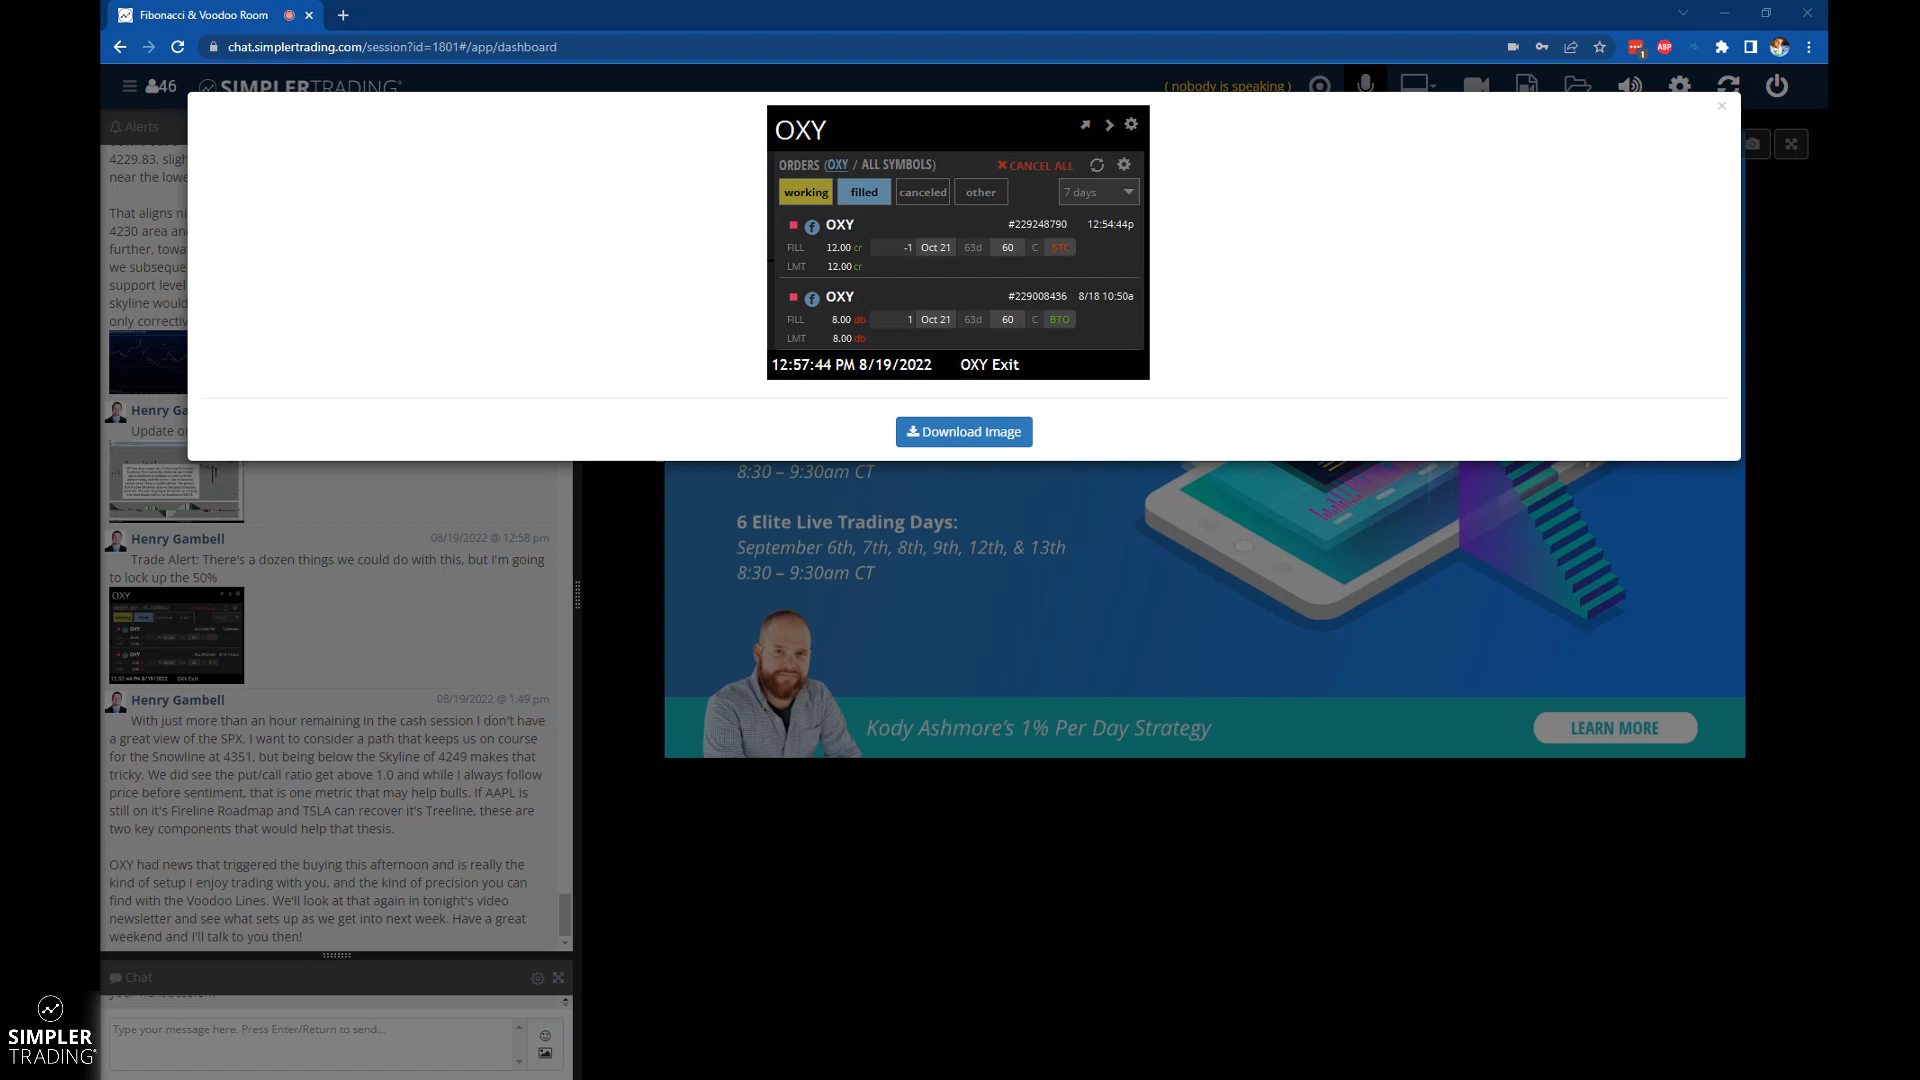 Fibonacci & Voodoo Room
chat.simplertrading.com/session?id=1801#/app/dashboard
ABP
1
46
SIMPLERTRADING
( nobody is speaking )
Alerts
4229.83, sligh
near the lowe
That aligns ni
4230 area an
further, towa
we subseque
support level
skyline would
only correctiv
Henry Ga
Update on
OXY
ORDERS (OXY / ALL SYMBOLS)
CANCEL ALL
working
filled
canceled
other
7 days
OXY
#229248790
12:54:44p
FILL 12.00 cr -1 Oct 21 63d 60 C STC
LMT 12.00 cr
OXY
#229008436
8/18 10:50a
FILL 8.00 db 1 Oct 21 63d 60 C BTO
LMT 8.00 db
12:57:44 PM 8/19/2022 OXY Exit
×
Download Image
8:30 – 9:30am CT
6 Elite Live Trading Days:
September 6th, 7th, 8th, 9th, 12th, & 13th
8:30 – 9:30am CT
Kody Ashmore's 1% Per Day Strategy
LEARN MORE
Henry Gambell
08/19/2022 @ 12:58 pm
Trade Alert: There's a dozen things we could do with this, but I'm going
to lock up the 50%
OXY
12:57:44 PM 8/19/2022 OXY Exit
Henry Gambell
08/19/2022 @ 1:49 pm
With just more than an hour remaining in the cash session I don't have
a great view of the SPX. I want to consider a path that keeps us on course
for the Snowline at 4351, but being below the Skyline of 4249 makes that
tricky. We did see the put/call ratio get above 1.0 and while I always follow
price before sentiment, that is one metric that may help bulls. If AAPL is
still on it's Fireline Roadmap and TSLA can recover it's Treeline, these are
two key components that would help that thesis.
OXY had news that triggered the buying this afternoon and is really the
kind of setup I enjoy trading with you, and the kind of precision you can
find with the Voodoo Lines. We'll look at that again in tonight's video
newsletter and see what sets up as we get into next week. Have a great
weekend and I'll talk to you then!
Chat
Type your message here. Press Enter/Return to send...
SIMPLER
TRADING®